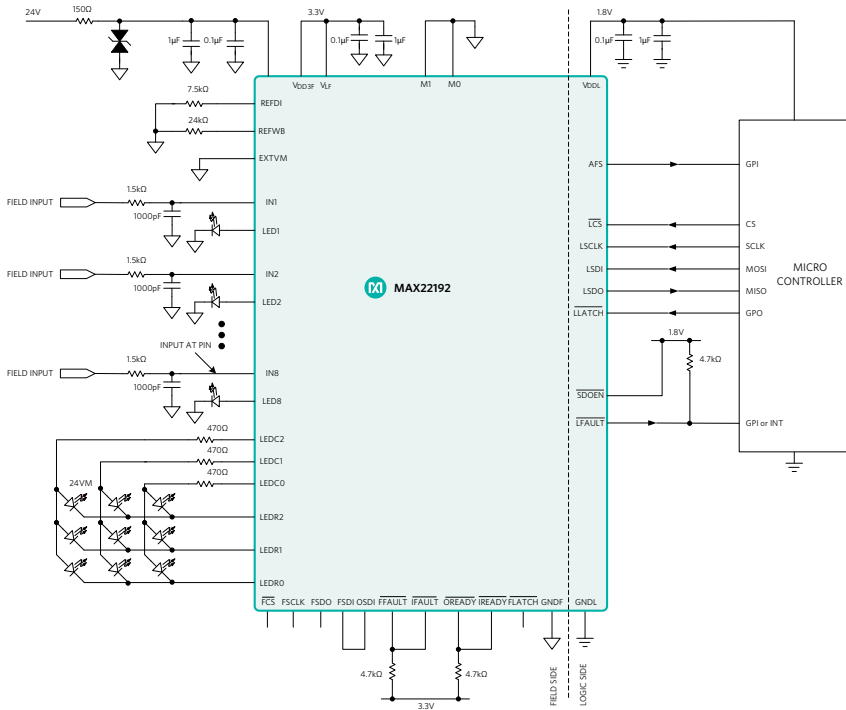 24V
150Ω
1µF
0.1µF
3.3V
0.1µF
1µF
1.8V
0.1µF
1µF
VDD3F
VLF
M1
M0
VDDL
7.5kΩ
REFDI
24kΩ
REFWB
EXTVM
AFS
GPI
FIELD INPUT
1.5kΩ
1000pF
IN1
LED1
LCS
CS
LSCLK
SCLK
LSDI
MOSI
LSDO
MISO
LLATCH
GPO
MICRO
CONTROLLER
FIELD INPUT
1.5kΩ
1000pF
IN2
LED2
MAX22192
INPUT AT PIN
FIELD INPUT
1.5kΩ
1000pF
IN8
LED8
1.8V
4.7kΩ
SDOEN
LFAULT
GPI or INT
470Ω
LEDC2
470Ω
LEDC1
470Ω
LEDC0
24VM
LEDR2
LEDR1
LEDR0
FCS
FSCLK
FSDO
FSDI
OSDI
FFAULT
IFAULT
OREADY
IREADY
FLATCH
GNDF
GNDL
4.7kΩ
4.7kΩ
3.3V
FIELD SIDE
LOGIC SIDE